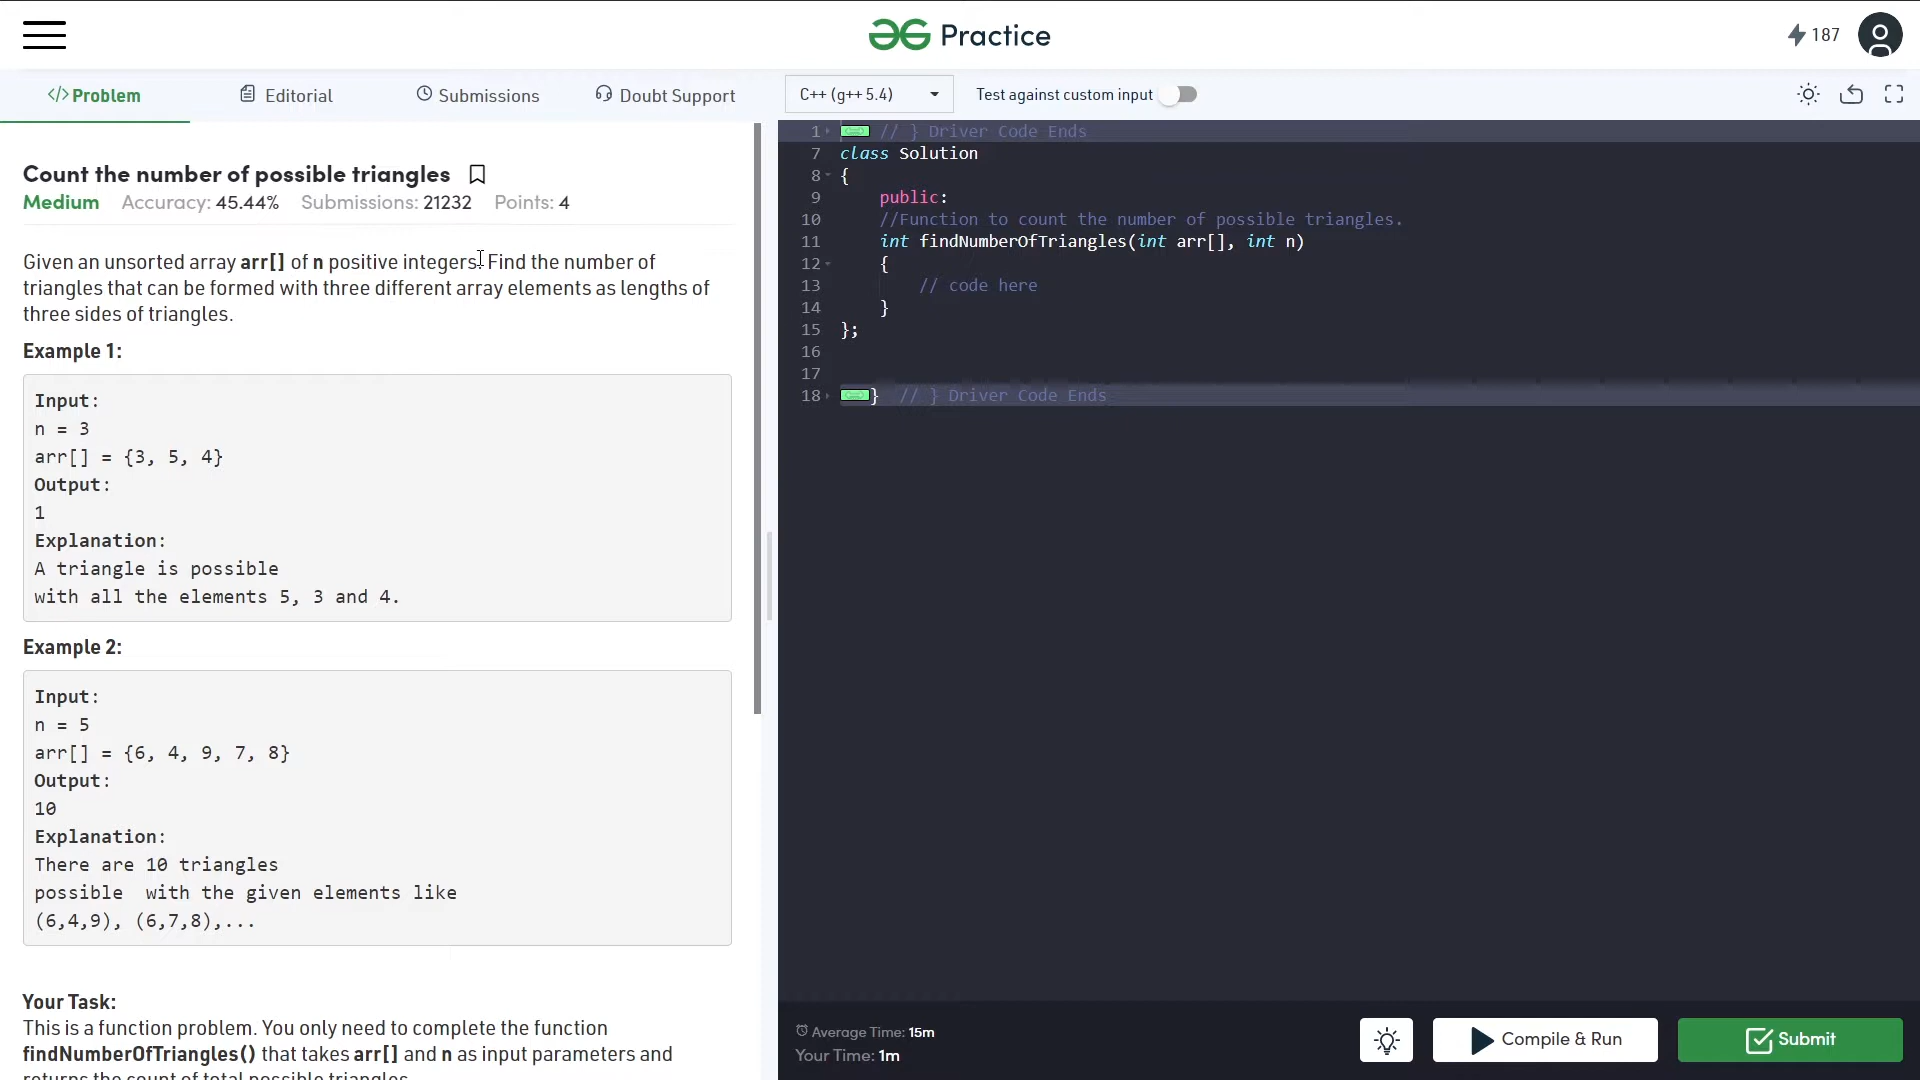 Practice
187
</> Problem
Editorial
Submissions
Doubt Support
C++ (g++ 5.4)
Test against custom input
Count the number of possible triangles
Medium Accuracy: 45.44% Submissions: 21232 Points: 4
Given an unsorted array arr[] of n positive integers. Find the number of
triangles that can be formed with three different array elements as lengths of
three sides of triangles.
Example 1:
Input:
n = 3
arr[] = {3, 5, 4}
Output:
1
Explanation:
A triangle is possible
with all the elements 5, 3 and 4.
Example 2:
Input:
n = 5
arr[] = {6, 4, 9, 7, 8}
Output:
10
Explanation:
There are 10 triangles
possible  with the given elements like
(6,4,9), (6,7,8),...
Your Task:
This is a function problem. You only need to complete the function
findNumberOfTriangles() that takes arr[] and n as input parameters and
returns the count of total possible triangles.
1 // } Driver Code Ends
7 class Solution
8 {
9 public:
10 //Function to count the number of possible triangles.
11 int findNumberOfTriangles(int arr[], int n)
12 {
13 // code here
14 }
15 };
16
17
18 } // } Driver Code Ends
Average Time: 15m
Your Time: 1m
Compile & Run
Submit